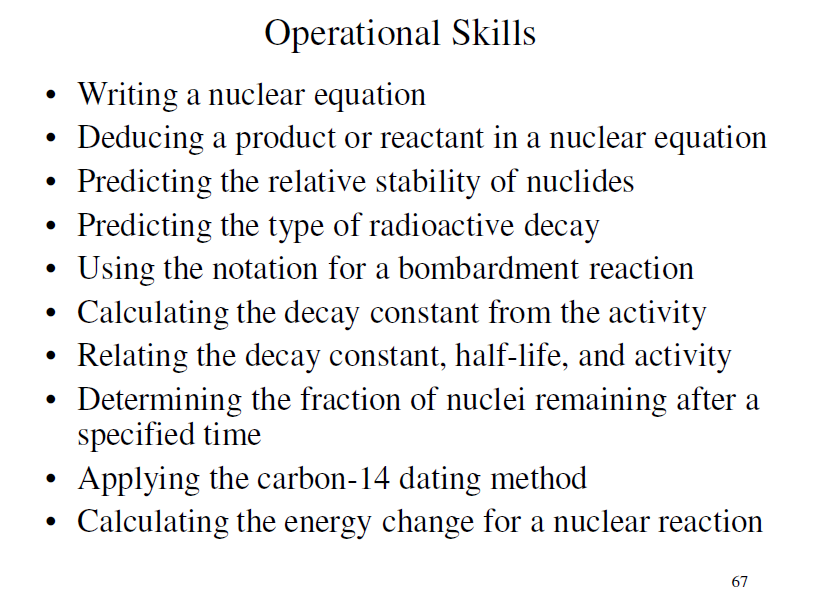 Operational Skills
• Writing a nuclear equation
• Deducing a product or reactant in a nuclear equation
• Predicting the relative stability of nuclides
• Predicting the type of radioactive decay
• Using the notation for a bombardment reaction
• Calculating the decay constant from the activity
• Relating the decay constant, half-life, and activity
• Determining the fraction of nuclei remaining after a
specified time
• Applying the carbon-14 dating method
• Calculating the energy change for a nuclear reaction
67